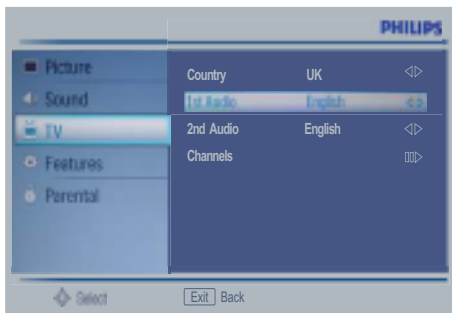 PHILIPS
Picture
Sound
TV
Features
Parental
Country UK
1st Audio English
2nd Audio English
Channels
Select Exit Back